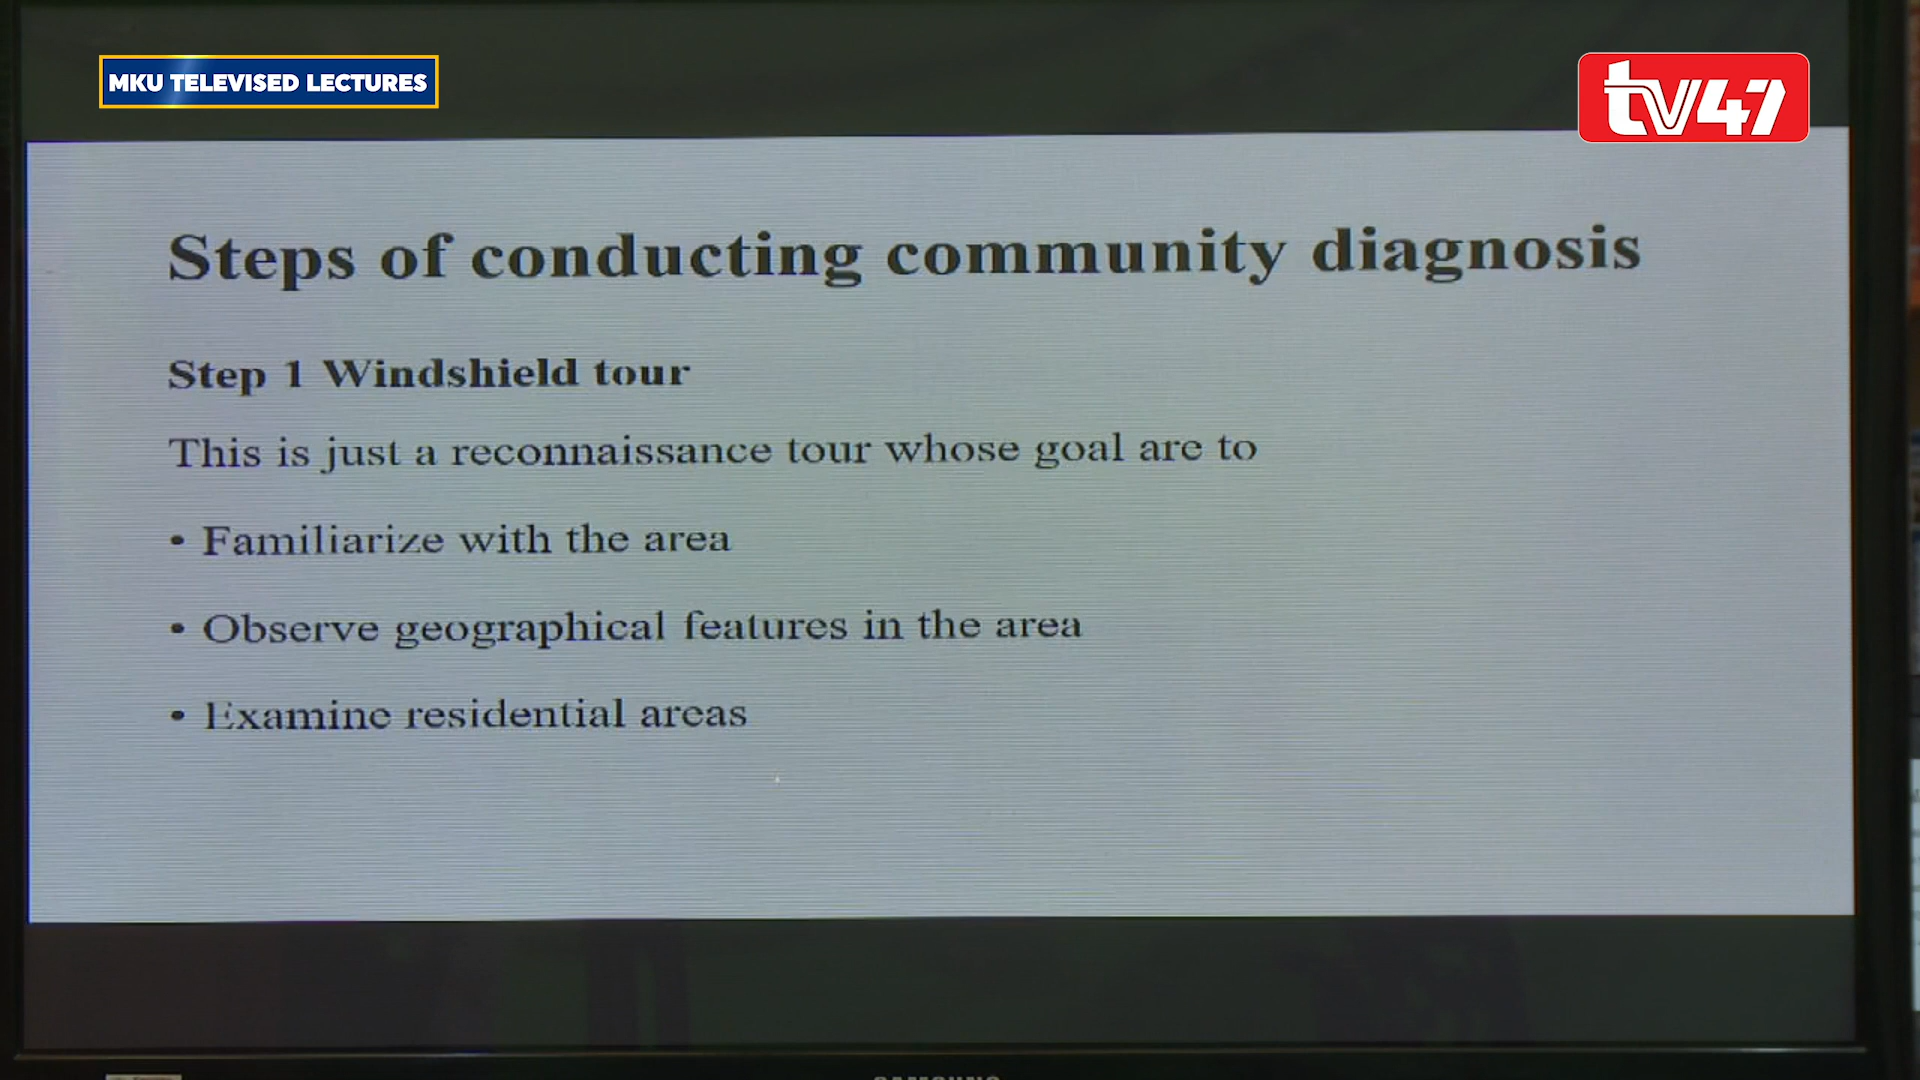 MKU TELEVISED LECTURES
tv47
Steps of conducting community diagnosis
Step 1 Windshield tour
This is just a reconnaissance tour whose goal are to
• Familiarize with the area
• Observe geographical features in the area
• Examine residential areas
SAMSUNG